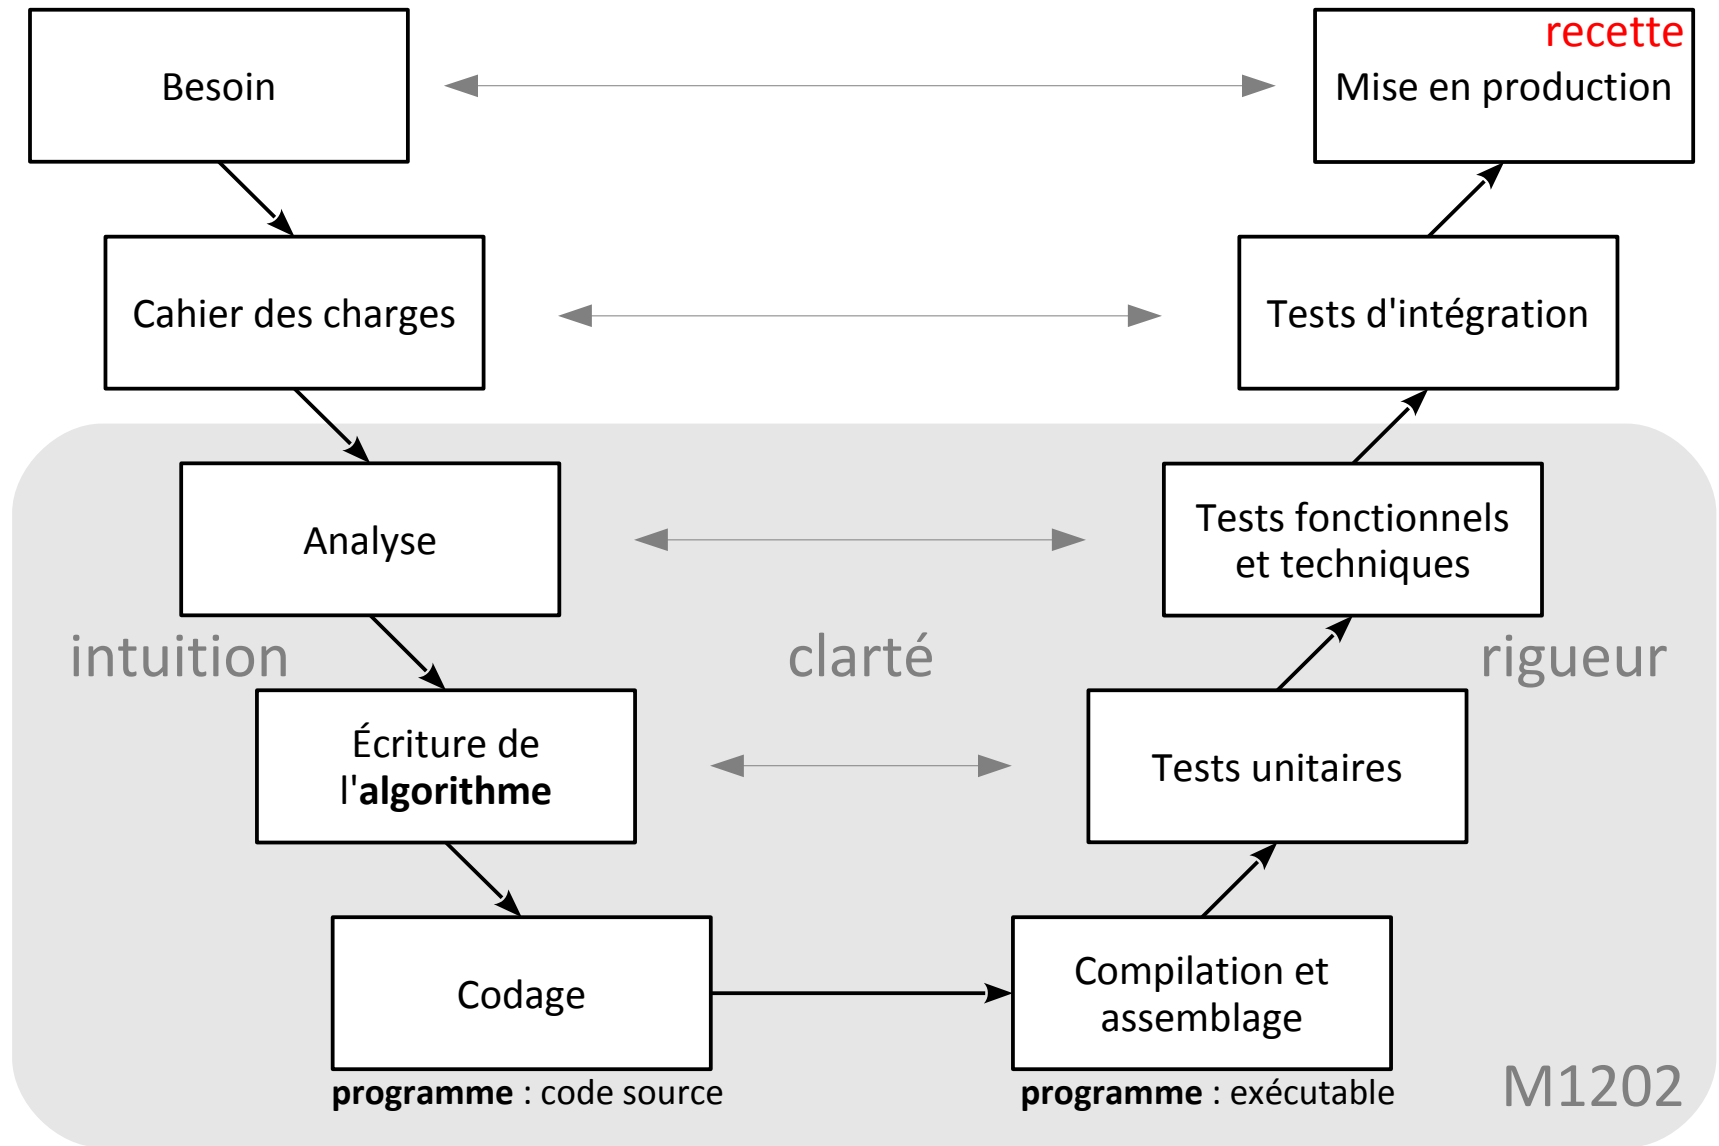 recette
Besoin
Mise en production
Cahier des charges
Tests d'intégration
Analyse
Tests fonctionnels
et techniques
intuition
clarté
rigueur
Écriture de
l'algorithme
Tests unitaires
Codage
Compilation et
assemblage
programme : code source
programme : exécutable
M1202